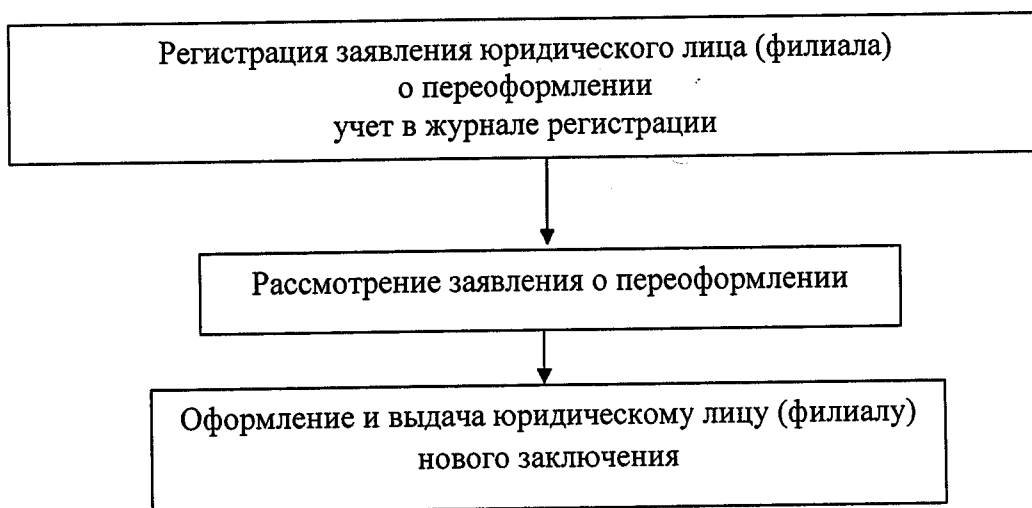 Регистрация заявления юридического лица (филиала)
о переоформлении
учет в журнале регистрации
Рассмотрение заявления о переоформлении
Оформление и выдача юридическому лицу (филиалу)
нового заключения